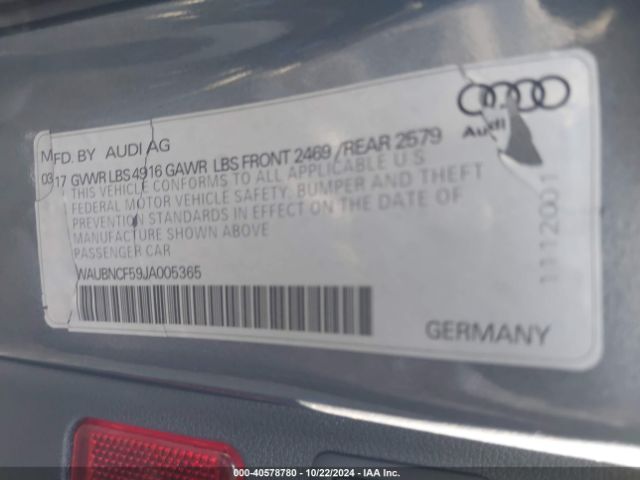 MFD. BY AUDI AG
Audi
03 17 GVWR LBS 4916 GAWR LBS FRONT 2469 /REAR 2579
THIS VEHICLE CONFORMS TO ALL APPLICABLE U S
FEDERAL MOTOR VEHICLE SAFETY, BUMPER AND THEFT
PREVENTION STANDARDS IN EFFECT ON THE DATE OF
MANUFACTURE SHOWN ABOVE
PASSENGER CAR
WAUBNCF59JA005365
1112001
GERMANY
000-40578780 - 10/22/2024 - IAA Inc.